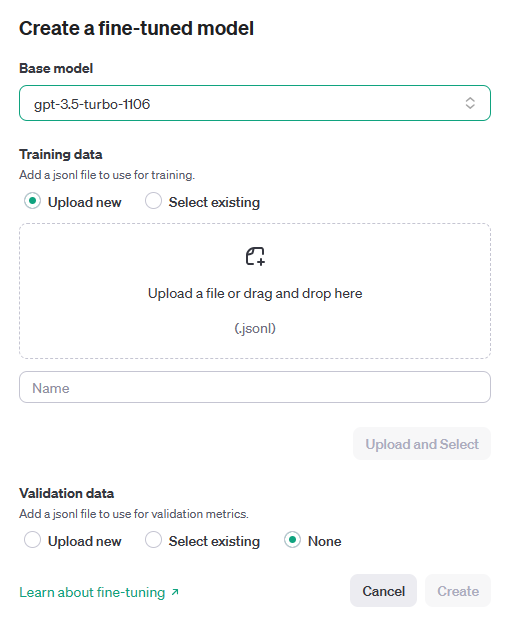 Create a fine-tuned model
Base model
gpt-3.5-turbo-1106
Training data
Add a jsonl file to use for training.
Upload new
Select existing
Upload a file or drag and drop here
(.jsonl)
Name
Upload and Select
Validation data
Add a jsonl file to use for validation metrics.
Upload new
Select existing
None
Learn about fine-tuning ↗
Cancel
Create